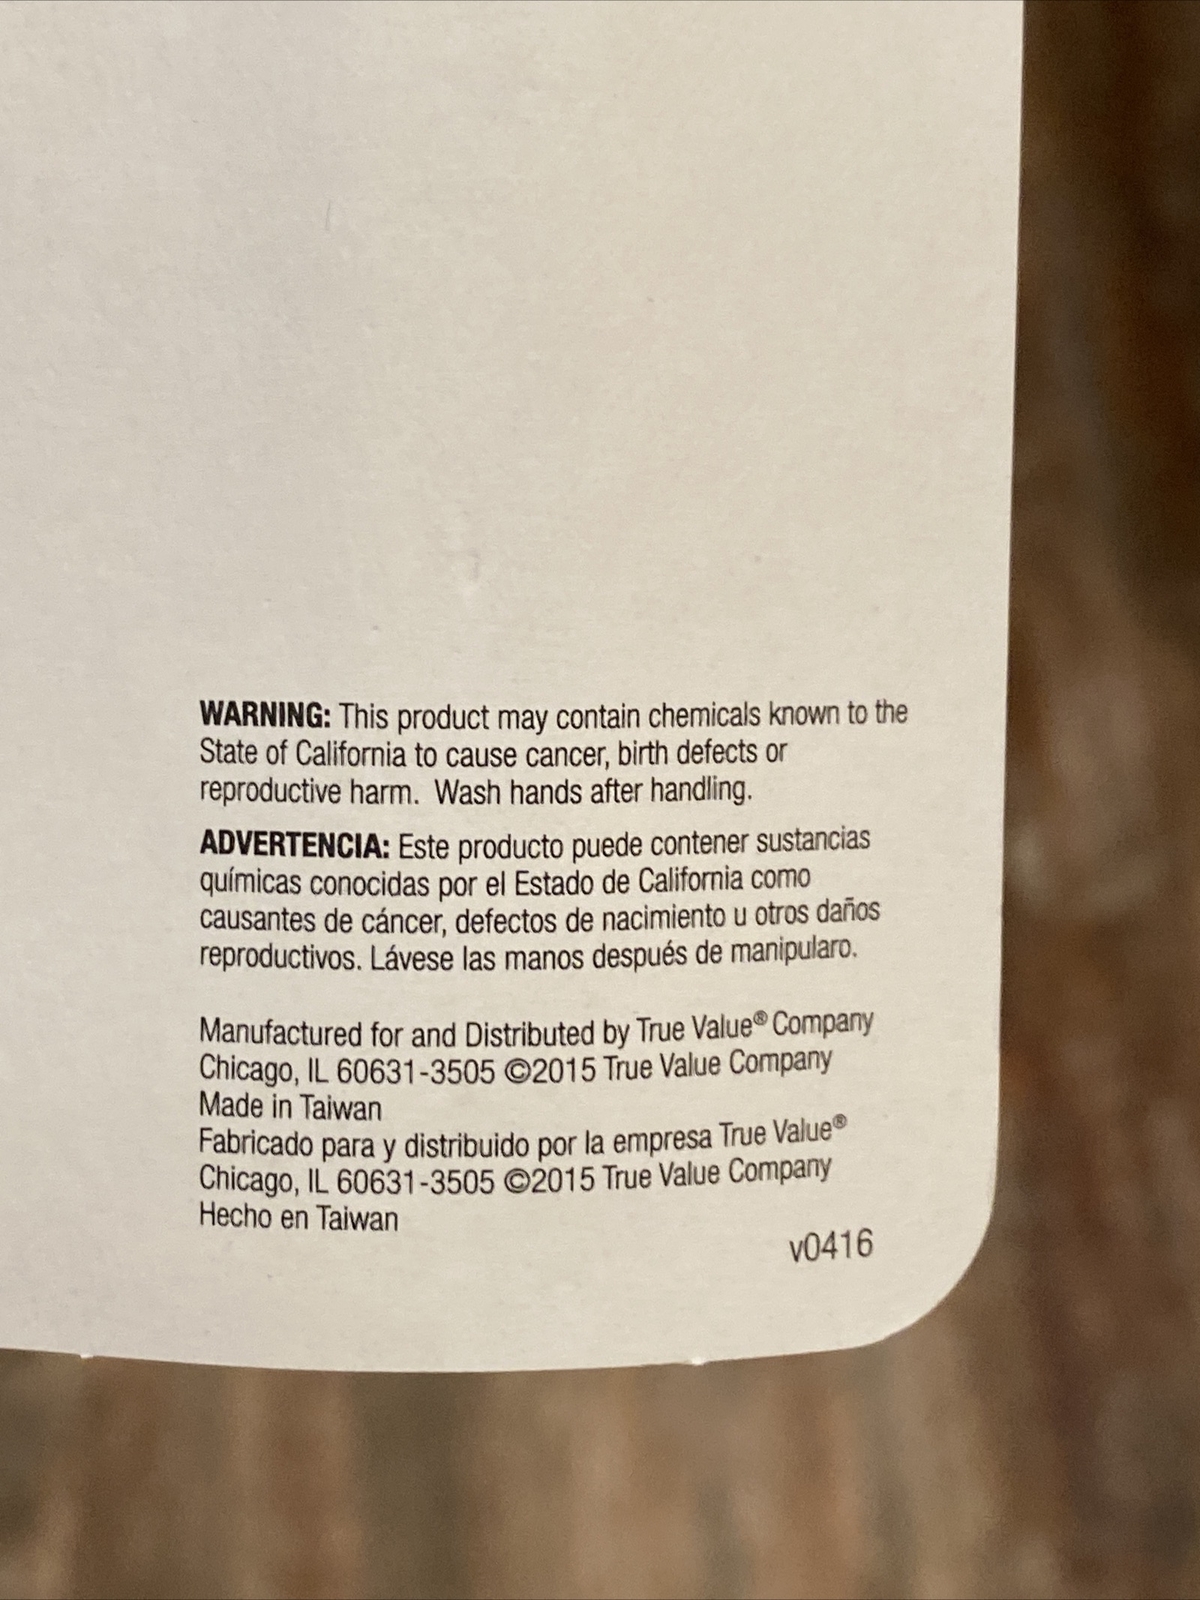 WARNING: This product may contain chemicals known to the
State of California to cause cancer, birth defects or
reproductive harm.  Wash hands after handling.
ADVERTENCIA: Este producto puede contener sustancias
químicas conocidas por el Estado de California como
causantes de cáncer, defectos de nacimiento u otros daños
reproductivos. Lávese las manos después de manipularo.
Manufactured for and Distributed by True Value® Company
Chicago, IL 60631-3505 ©2015 True Value Company
Made in Taiwan
Fabricado para y distribuido por la empresa True Value®
Chicago, IL 60631-3505 ©2015 True Value Company
Hecho en Taiwan
v0416